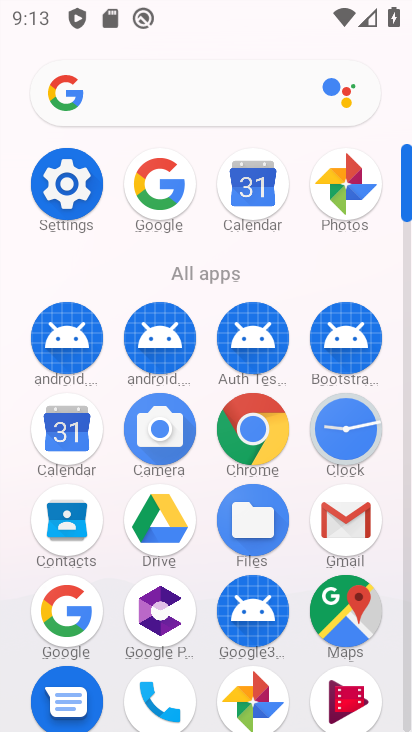 9:13
Settings Google Calendar Photos
31
All apps
android.... android.... Auth Tes... Bootstra...
31
Calendar Camera Chrome Clock
Contacts Drive Files Gmail
G
Google Google P... Google3... Maps